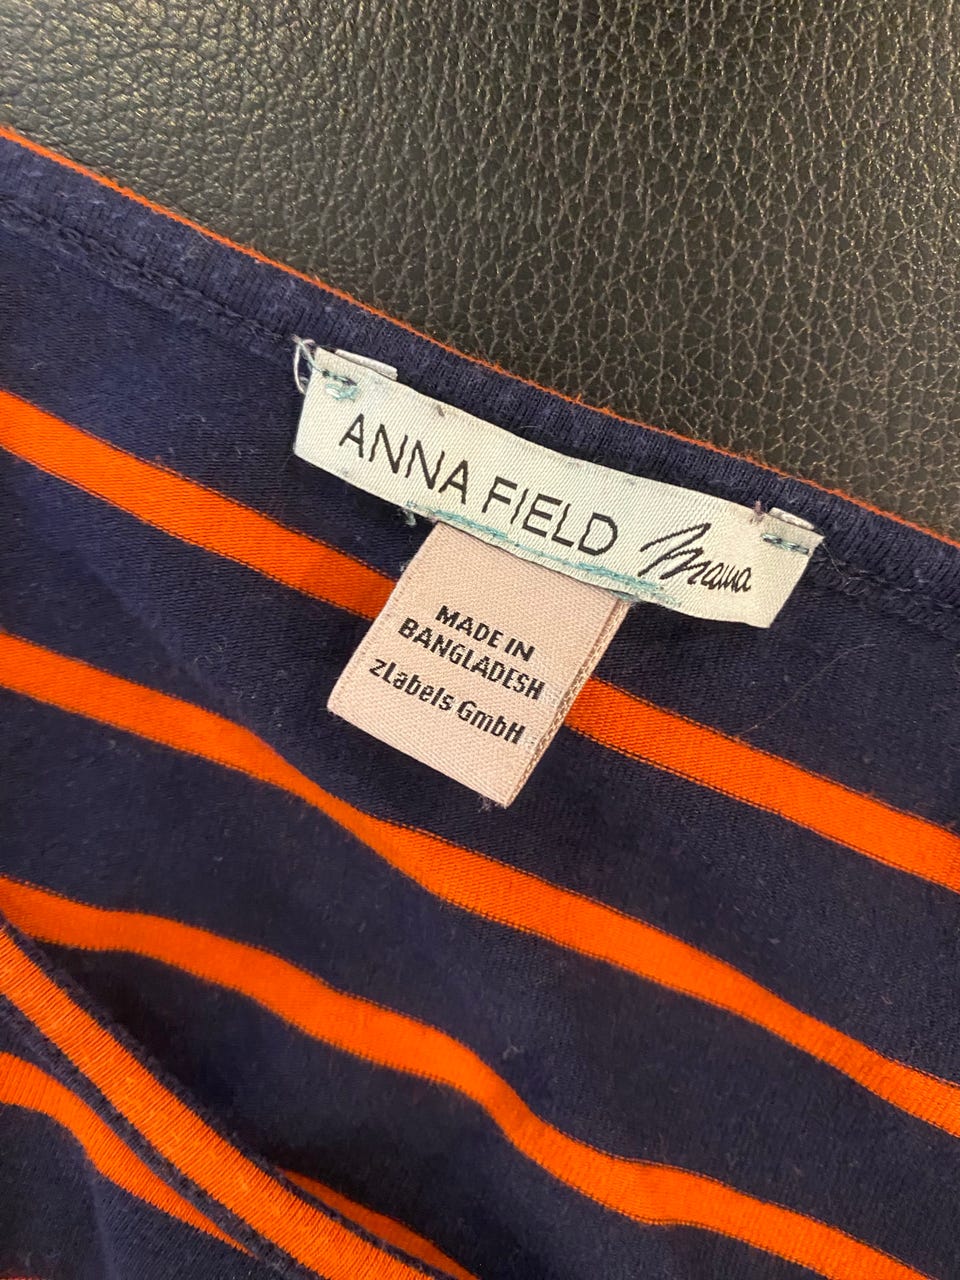 ANNA FIELD mama
MADE IN
BANGLADESH
zLabels GmbH